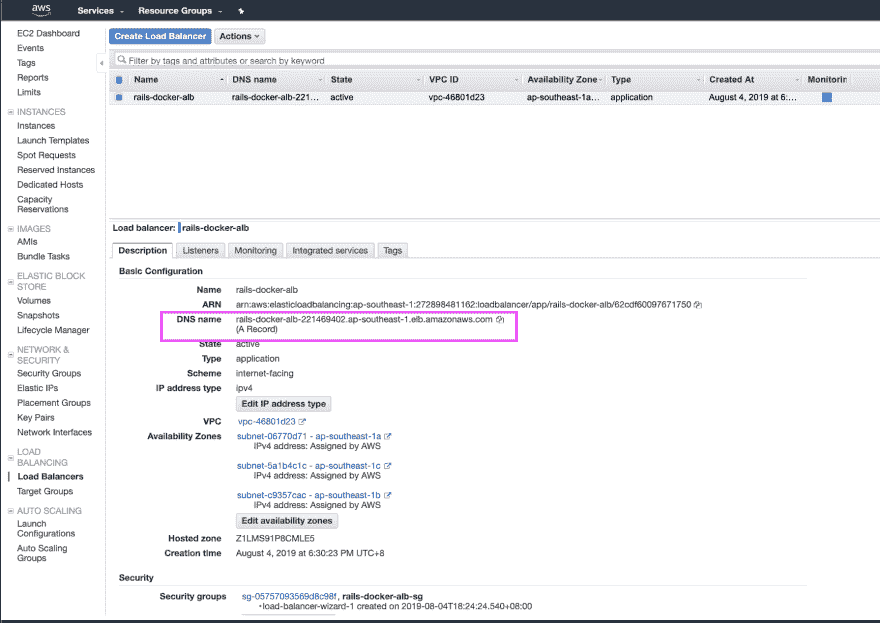 aws
Services
Resource Groups
EC2 Dashboard
Events
Tags
Reports
Limits
INSTANCES
Instances
Launch Templates
Spot Requests
Reserved Instances
Dedicated Hosts
Capacity
Reservations
IMAGES
AMIs
Bundle Tasks
ELASTIC BLOCK
STORE
Volumes
Snapshots
Lifecycle Manager
NETWORK &
SECURITY
Security Groups
Elastic IPs
Placement Groups
Key Pairs
Network Interfaces
LOAD
BALANCING
Load Balancers
Target Groups
AUTO SCALING
Launch
Configurations
Auto Scaling
Groups
Create Load Balancer Actions
Filter by tags and attributes or search by keyword
Name DNS name State VPC ID Availability Zone Type Created At Monitorin
rails-docker-alb rails-docker-alb-221... active vpc-46801d23 ap-southeast-1a... application August 4, 2019 at 6:...
Load balancer: rails-docker-alb
Description Listeners Monitoring Integrated services Tags
Basic Configuration
Name rails-docker-alb
ARN arn:aws:elasticloadbalancing:ap-southeast-1:272898481162:loadbalancer/app/rails-docker-alb/62cdf60097671750
DNS name rails-docker-alb-221469402.ap-southeast-1.elb.amazonaws.com
(A Record)
State active
Type application
Scheme internet-facing
IP address type ipv4
Edit IP address type
VPC vpc-46801d23
Availability Zones subnet-06770d71 - ap-southeast-1a
IPv4 address: Assigned by AWS
subnet-5a1b4c1c - ap-southeast-1c
IPv4 address: Assigned by AWS
subnet-c9357cac - ap-southeast-1b
IPv4 address: Assigned by AWS
Edit availability zones
Hosted zone Z1LMS91P8CMLE5
Creation time August 4, 2019 at 6:30:23 PM UTC+8
Security
Security groups sg-05757093569d8c98f, rails-docker-alb-sg
•load-balancer-wizard-1 created on 2019-08-04T18:24:24.540+08:00